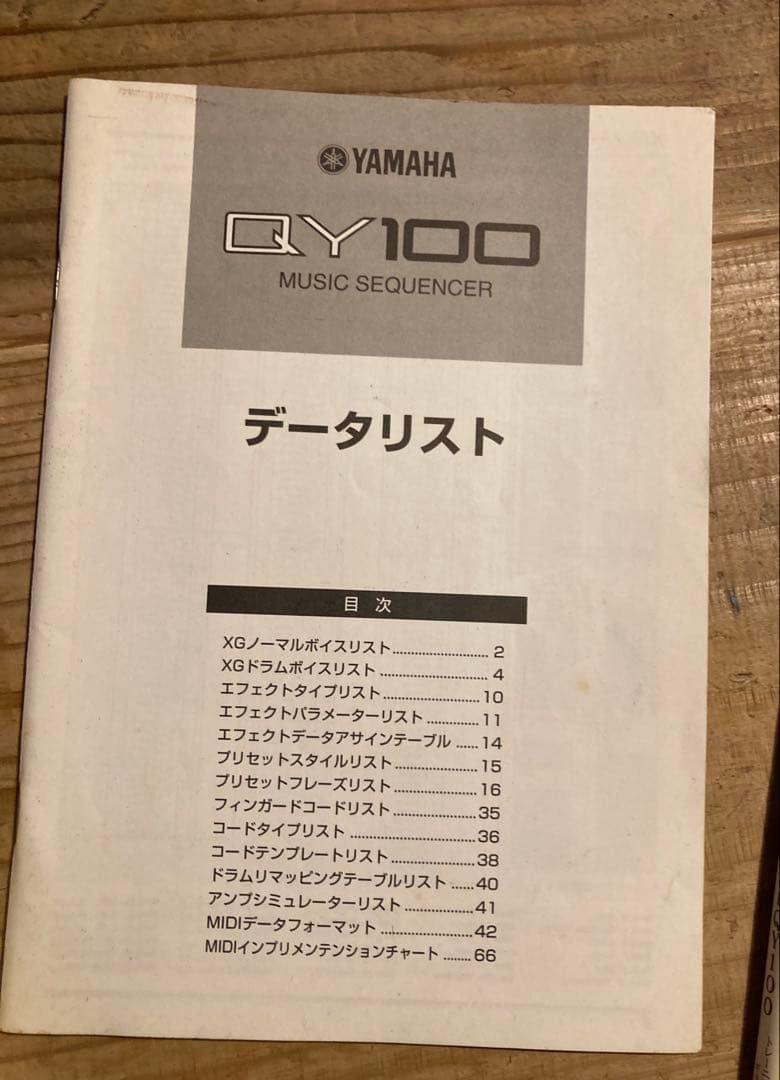 YAMAHA
QY100
MUSIC SEQUENCER
データリスト
目 次
XGノーマルボイスリスト............................ 2
XGドラムボイスリスト ............................... 4
エフェクトタイプリスト............................ 10
エフェクトパラメーターリスト ............... 11
エフェクトデータアサインテーブル ...... 14
プリセットスタイルリスト........................ 15
プリセットフレーズリスト........................ 16
フィンガードコードリスト........................ 35
コードタイプリスト .................................... 36
コードテンプレートリスト........................ 38
ドラムリマッピングテーブルリスト ...... 40
アンプシミュレーターリスト .................... 41
MIDIデータフォーマット ........................... 42
MIDIインプリメンテンションチャート ........ 66